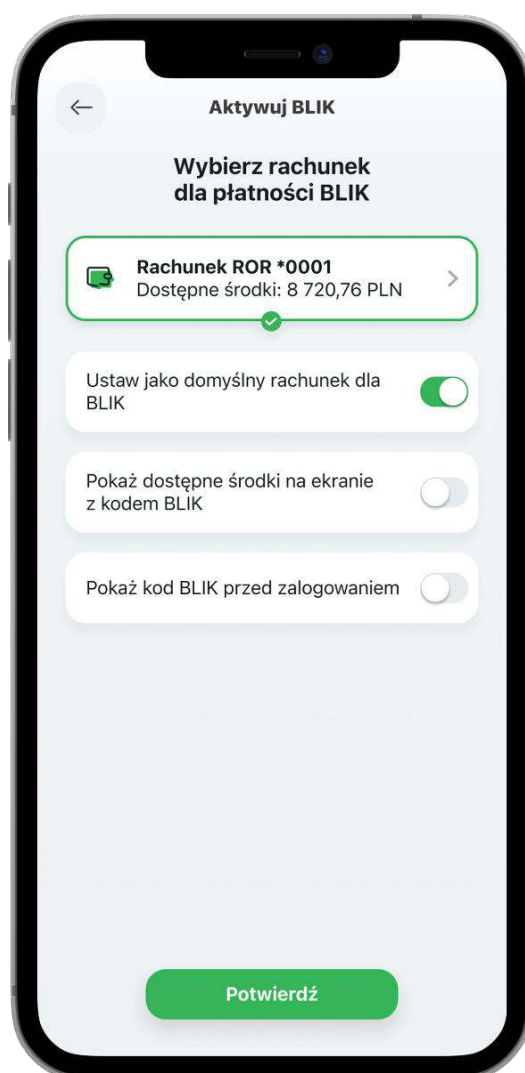 Aktywuj BLIK
Wybierz rachunek
dla płatności BLIK
Rachunek ROR *0001
Dostępne środki: 8 720,76 PLN
Ustaw jako domyślny rachunek dla
BLIK
Pokaż dostępne środki na ekranie
z kodem BLIK
Pokaż kod BLIK przed zalogowaniem
Potwierdź